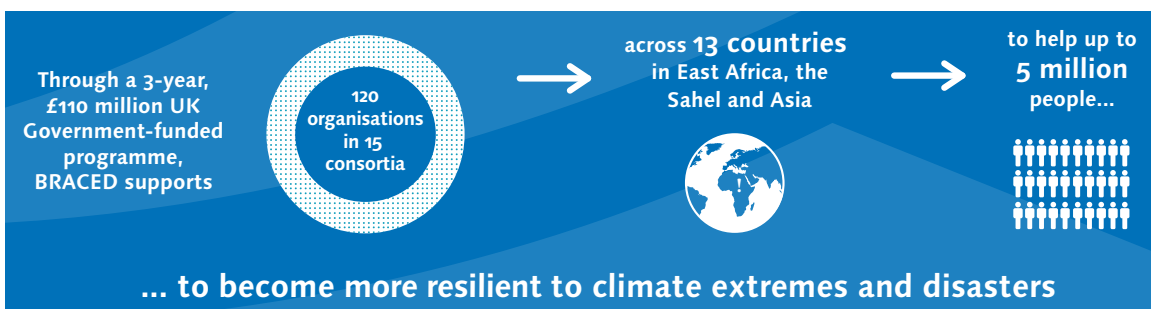 Through a 3-year,
£110 million UK
Government-funded
programme,
BRACED supports
120
organisations
in 15
consortia
across 13 countries
in East Africa, the
Sahel and Asia
to help up to
5 million
people...
... to become more resilient to climate extremes and disasters